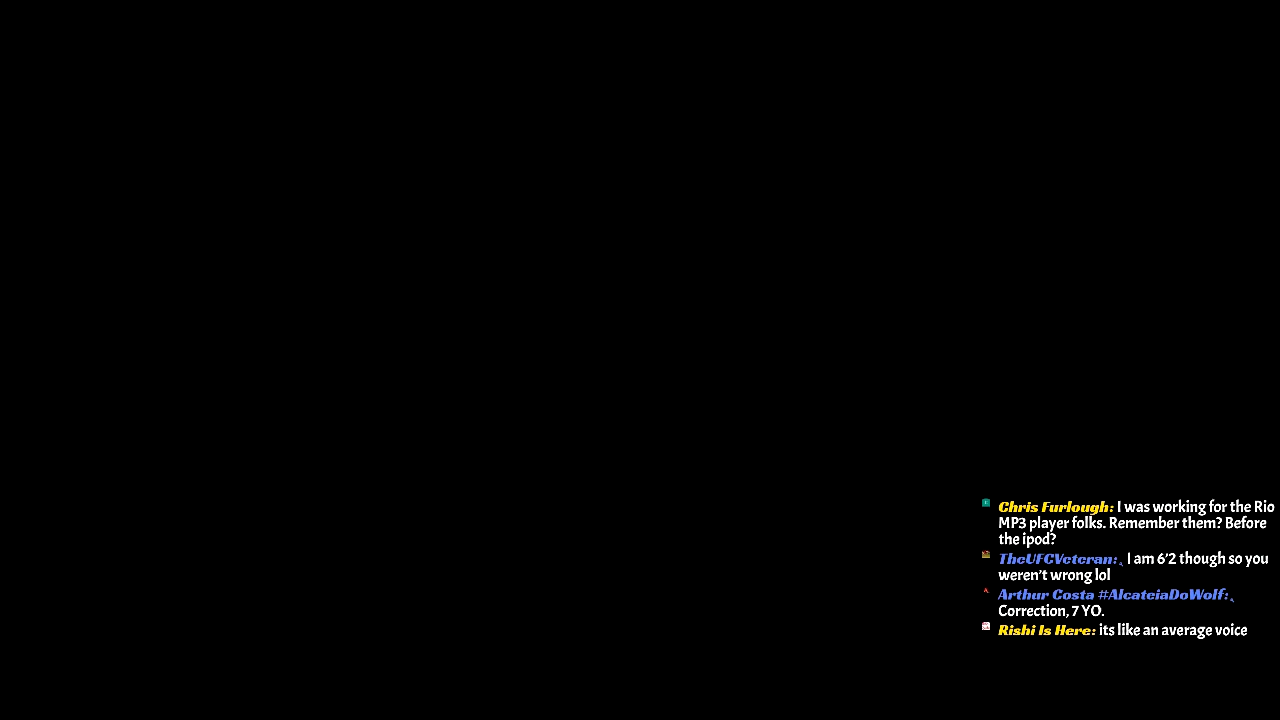 Chris Furlough: I was working for the Rio
MP3 player folks. Remember them? Before
the ipod?
TheUFCVeteran: I am 6'2 though so you
weren't wrong lol
Arthur Costa #AlcateiaDoWolf:
Correction, 7 YO.
Rishi Is Here: its like an average voice